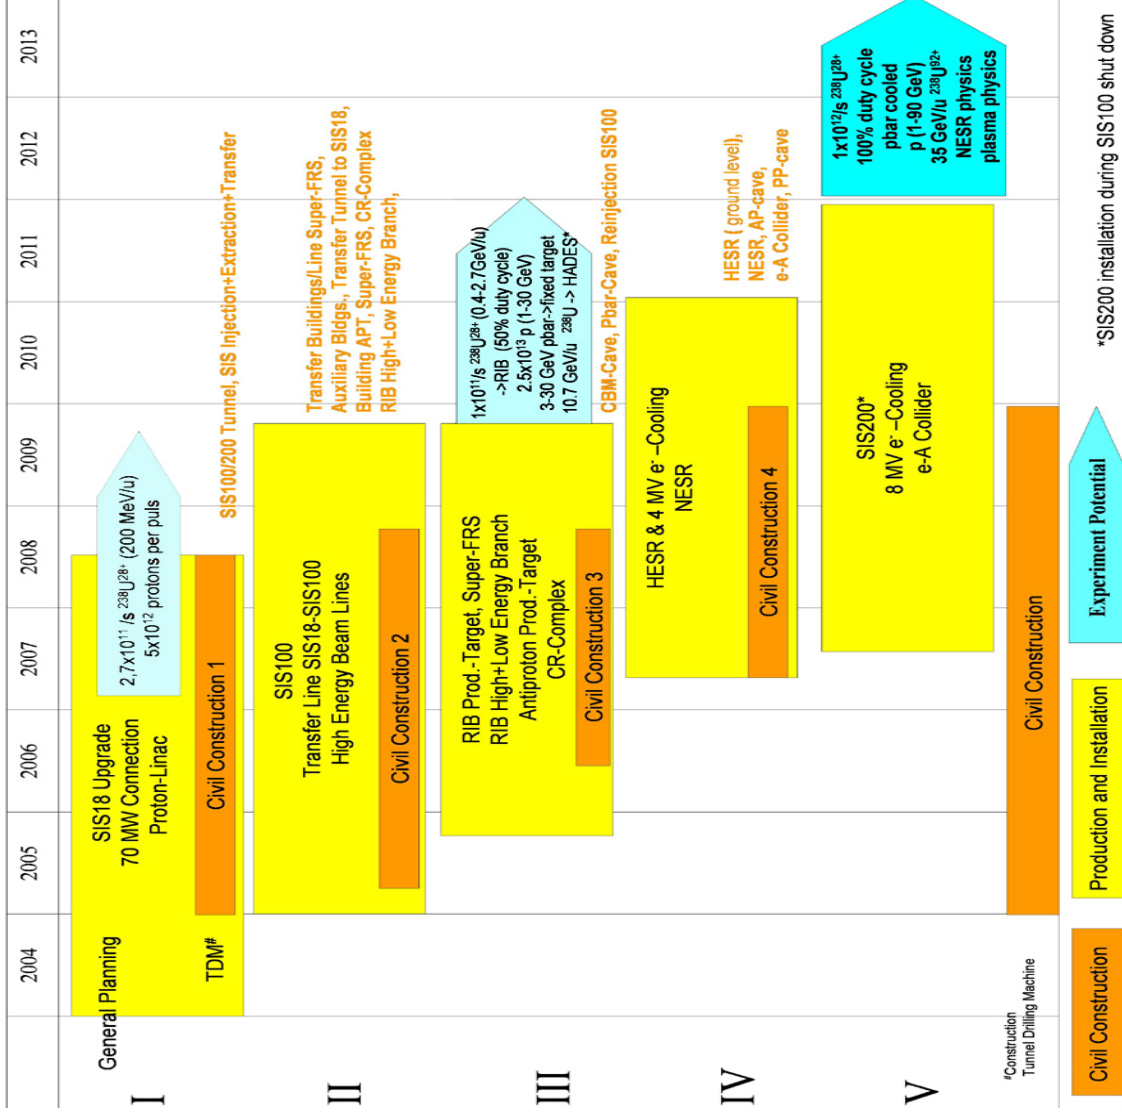 2004
2005
2006
2007
2008
2009
2010
2011
2012
2013
I
General Planning
SIS18 Upgrade
70 MW Connection
Proton-Linac
TDM#
Civil Construction 1
2,7x10¹¹ /s ²³⁸U²⁸⁺ (200 MeV/u)
5x10¹² protons per puls
SIS100/200 Tunnel, SIS Injection+Extraction+Transfer
II
SIS100
Transfer Line SIS18-SIS100
High Energy Beam Lines
Civil Construction 2
Transfer Buildings/Line Super-FRS,
Auxiliary Bldgs., Transfer Tunnel to SIS18,
Building APT, Super-FRS, CR-Complex
RIB High+Low Energy Branch,
III
RIB Prod.-Target, Super-FRS
RIB High+Low Energy Branch
Antiproton Prod.-Target
CR-Complex
Civil Construction 3
1x10¹¹/s ²³⁸U²⁸⁺ (0.4-2.7GeV/u)
->RIB (50% duty cycle)
2.5x10¹³ p (1-30 GeV)
3-30 GeV pbar->fixed target
10.7 GeV/u ²³⁸U -> HADES*
CBM-Cave, Pbar-Cave, Reinjection SIS100
IV
HESR & 4 MV e⁻ –Cooling
NESR
Civil Construction 4
HESR ( ground level),
NESR, AP-cave,
e-A Collider, PP-cave
V
SIS200*
8 MV e⁻ –Cooling
e-A Collider
1x10¹²/s ²³⁸U²⁸⁺
100% duty cycle
pbar cooled
p (1-90 GeV)
35 GeV/u ²³⁸U⁹²⁺
NESR physics
plasma physics
#Construction
Tunnel Drilling Machine
Civil Construction
Civil Construction
Production and Installation
Experiment Potential
*SIS200 installation during SIS100 shut down